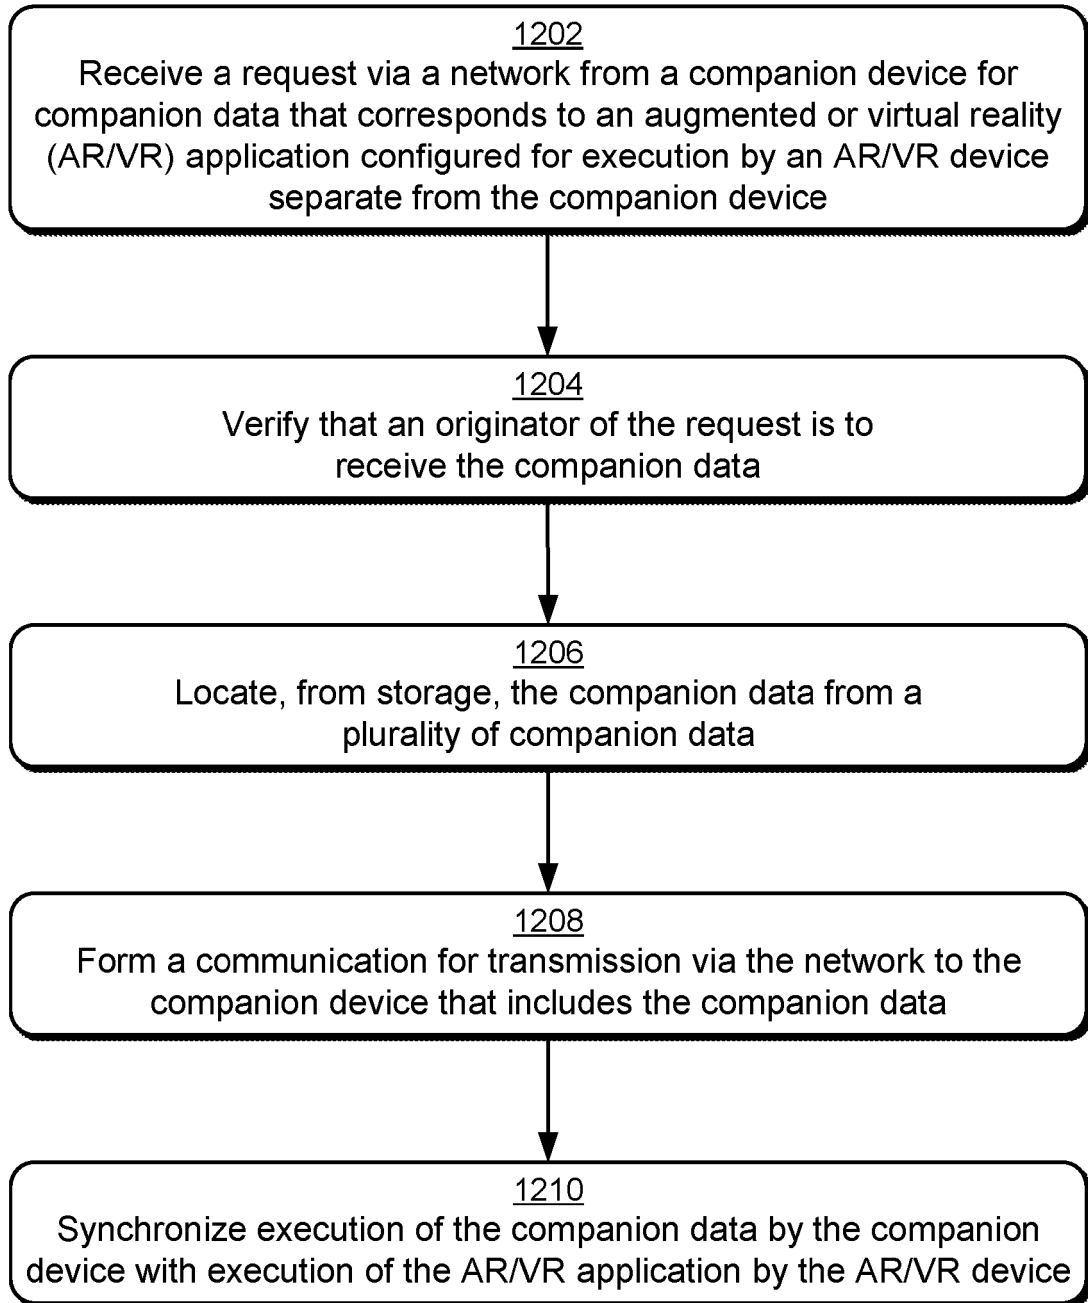 1202
Receive a request via a network from a companion device for
companion data that corresponds to an augmented or virtual reality
(AR/VR) application configured for execution by an AR/VR device
separate from the companion device
1204
Verify that an originator of the request is to
receive the companion data
1206
Locate, from storage, the companion data from a
plurality of companion data
1208
Form a communication for transmission via the network to the
companion device that includes the companion data
1210
Synchronize execution of the companion data by the companion
device with execution of the AR/VR application by the AR/VR device